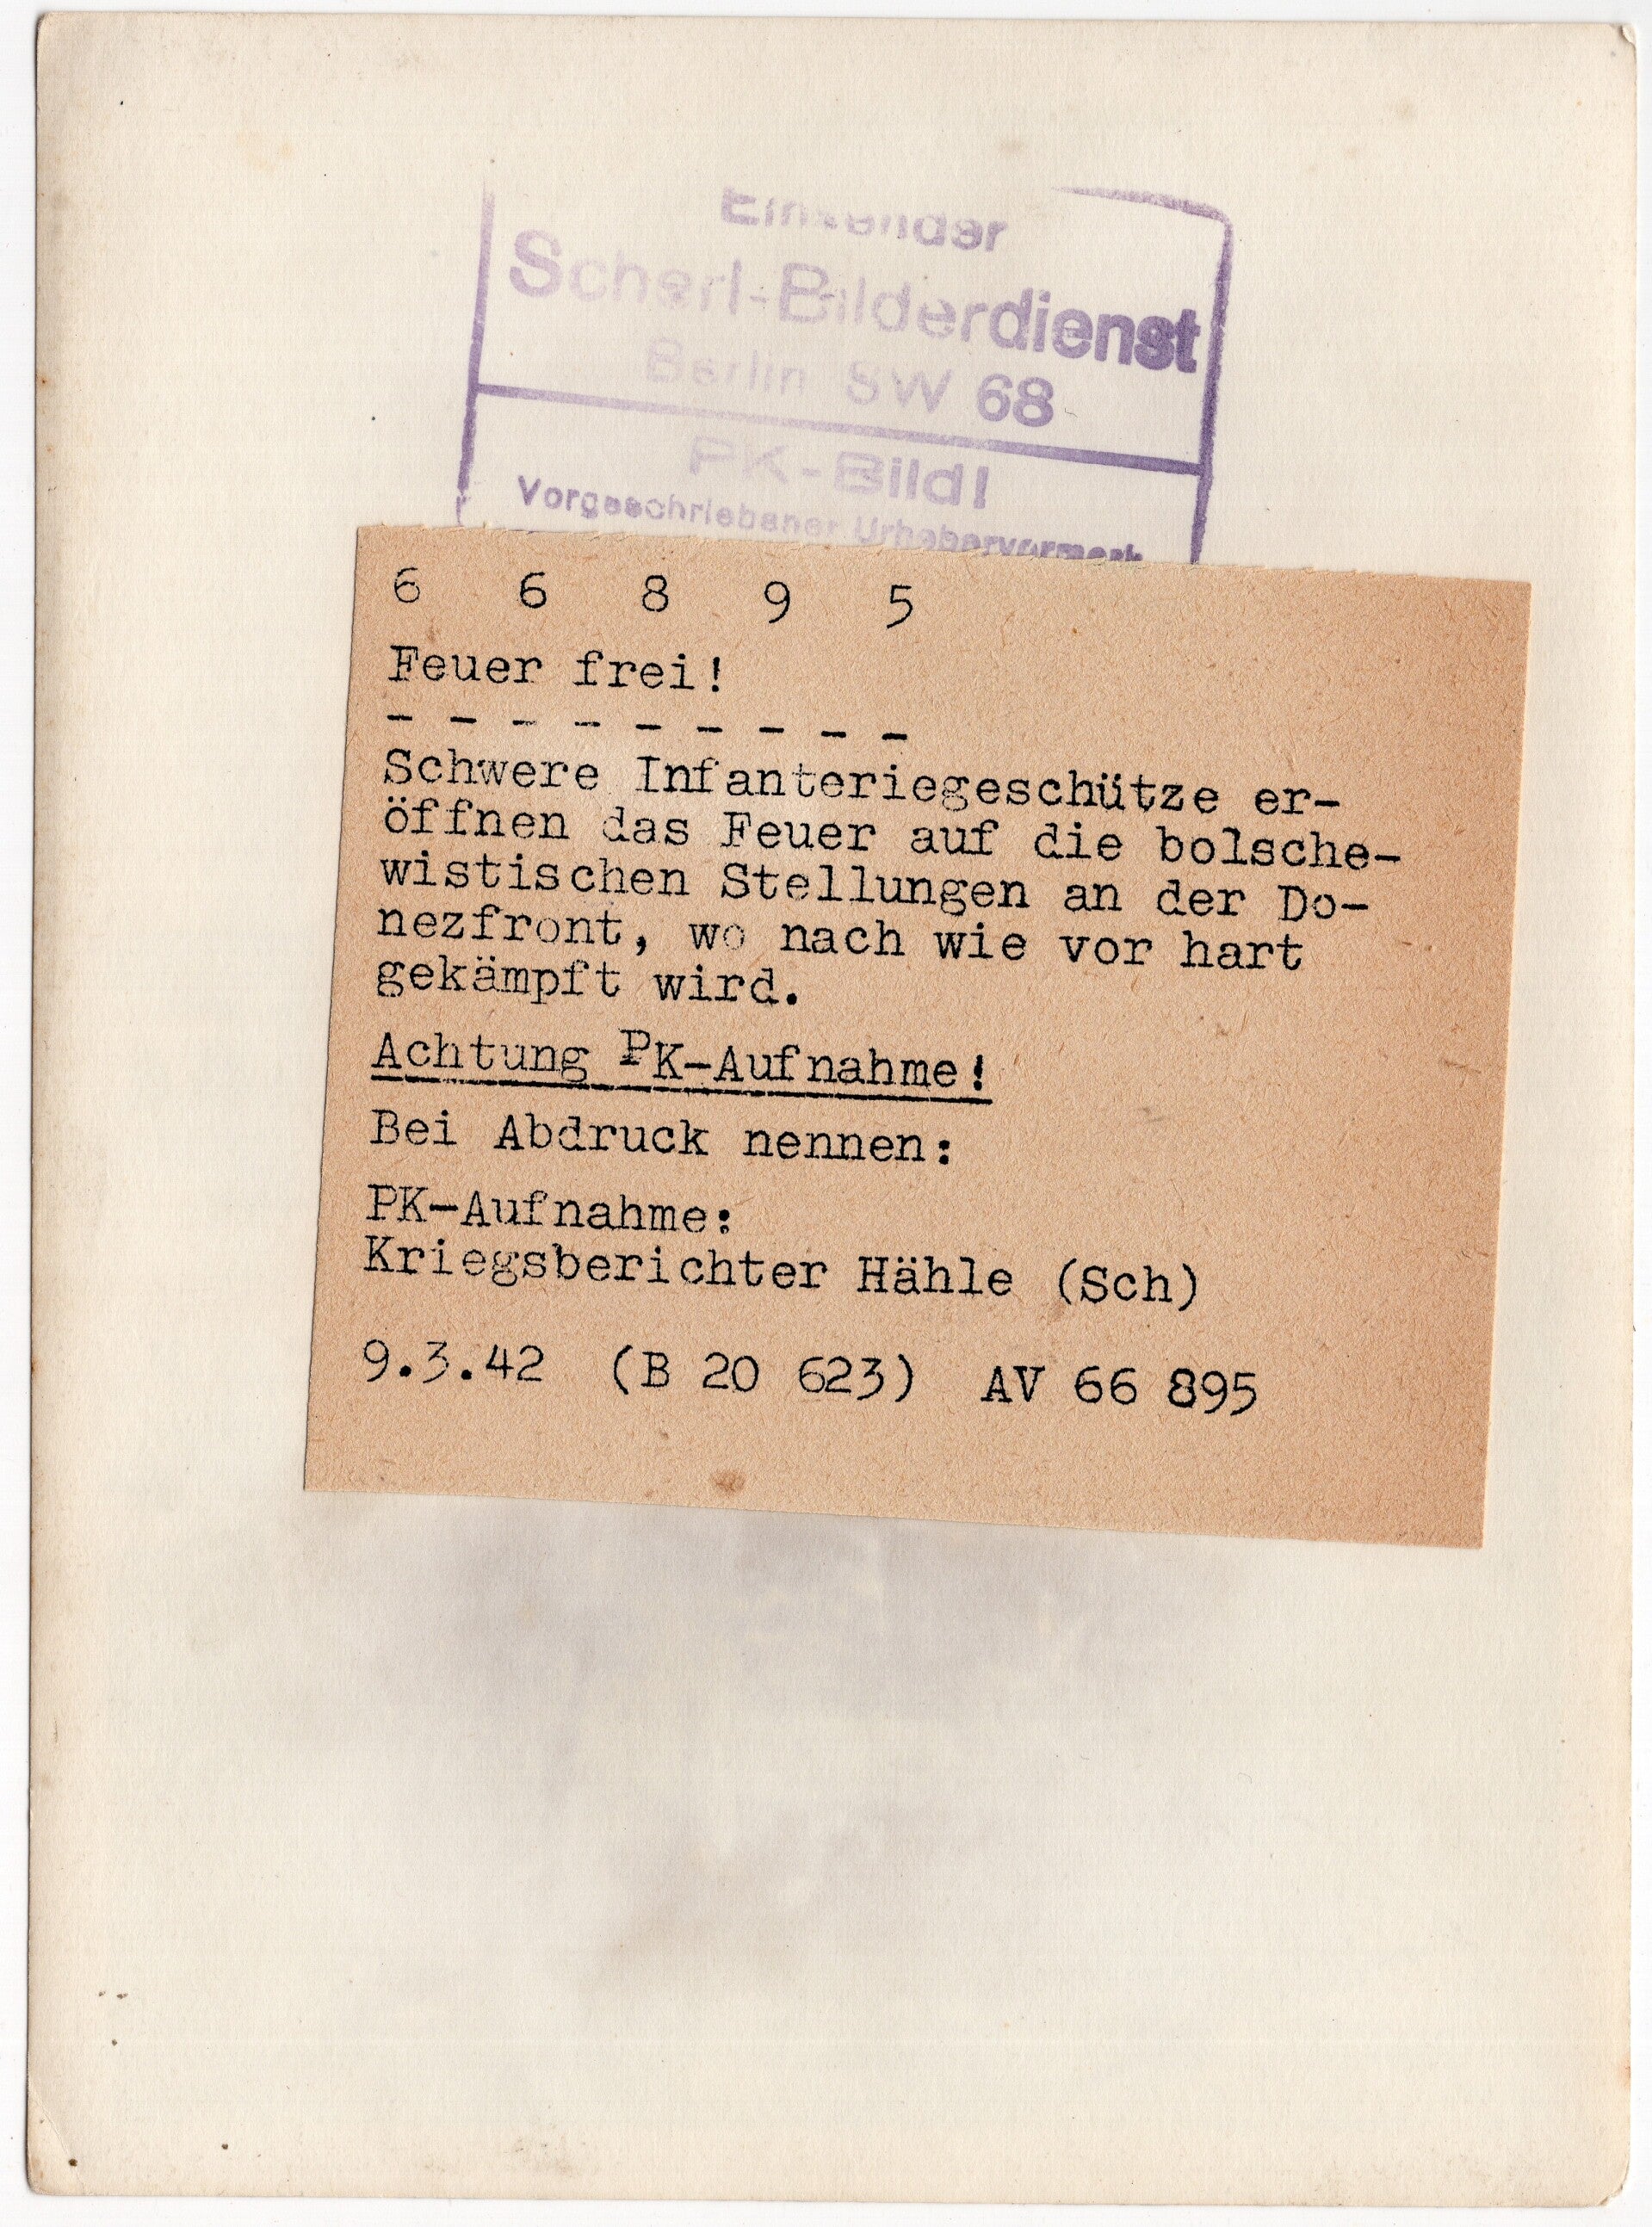 Einsender
Scherl-Bilderdienst
Berlin SW 68
PK-Bild!
Vorgeschriebener Urhebervermerk
6 6 8 9 5
Feuer frei!
- - - - - - - - -
Schwere Infanteriegeschütze er-
öffnen das Feuer auf die bolsche-
wistischen Stellungen an der Do-
nezfront, wo nach wie vor hart
gekämpft wird.
Achtung PK-Aufnahme!
Bei Abdruck nennen:
PK-Aufnahme:
Kriegsberichter Hähle (Sch)
9.3.42 (B 20 623) AV 66 895